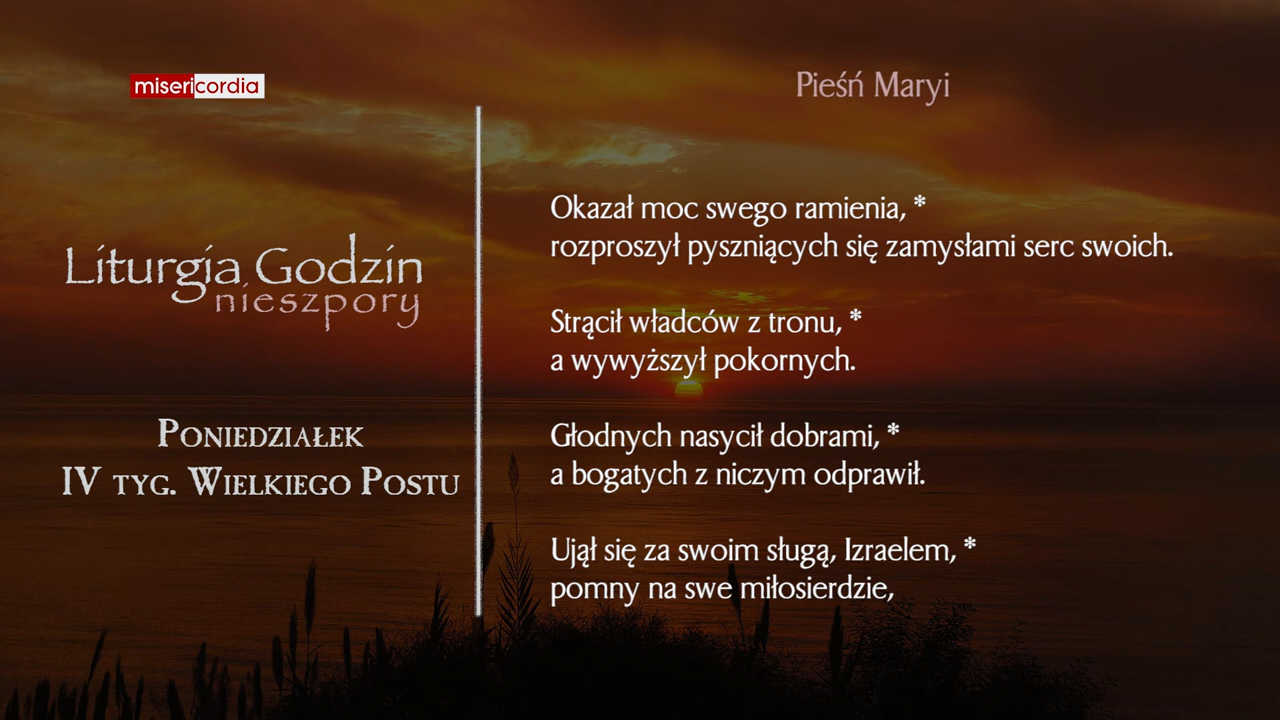 misericordia
Pieśń Maryi
Liturgia Godzin
nieszpory
Poniedziałek
IV tyg. Wielkiego Postu
Okazał moc swego ramienia, *
rozproszył pyszniących się zamysłami serc swoich.
Strącił władców z tronu, *
a wywyższył pokornych.
Głodnych nasycił dobrami, *
a bogatych z niczym odprawił.
Ujął się za swoim sługą, Izraelem, *
pomny na swe miłosierdzie,